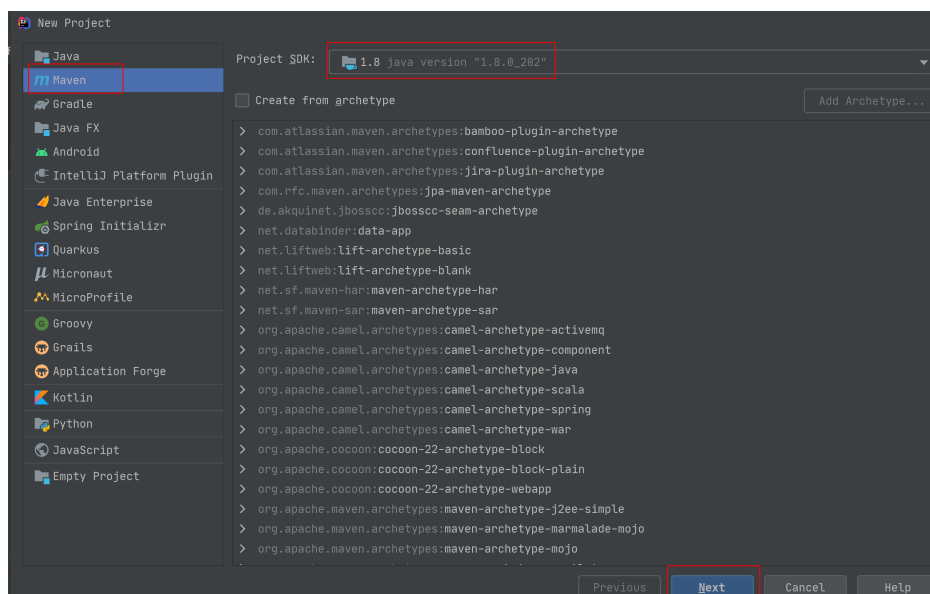 New Project
Java
Maven
Gradle
Java FX
Android
IntelliJ Platform Plugin
Java Enterprise
Spring Initializr
Quarkus
Micronaut
MicroProfile
Groovy
Grails
Application Forge
Kotlin
Python
JavaScript
Empty Project
Project SDK: 1.8 java version "1.8.0_202"
Create from archetype Add Archetype...
com.atlassian.maven.archetypes:bamboo-plugin-archetype
com.atlassian.maven.archetypes:confluence-plugin-archetype
com.atlassian.maven.archetypes:jira-plugin-archetype
com.rfc.maven.archetypes:jpa-maven-archetype
de.akquinet.jbosscc:jbosscc-seam-archetype
net.databinder:data-app
net.liftweb:lift-archetype-basic
net.liftweb:lift-archetype-blank
net.sf.maven-har:maven-archetype-har
net.sf.maven-sar:maven-archetype-sar
org.apache.camel.archetypes:camel-archetype-activemq
org.apache.camel.archetypes:camel-archetype-component
org.apache.camel.archetypes:camel-archetype-java
org.apache.camel.archetypes:camel-archetype-scala
org.apache.camel.archetypes:camel-archetype-spring
org.apache.camel.archetypes:camel-archetype-war
org.apache.cocoon:cocoon-22-archetype-block
org.apache.cocoon:cocoon-22-archetype-block-plain
org.apache.cocoon:cocoon-22-archetype-webapp
org.apache.maven.archetypes:maven-archetype-j2ee-simple
org.apache.maven.archetypes:maven-archetype-marmalade-mojo
org.apache.maven.archetypes:maven-archetype-mojo
Previous Next Cancel Help